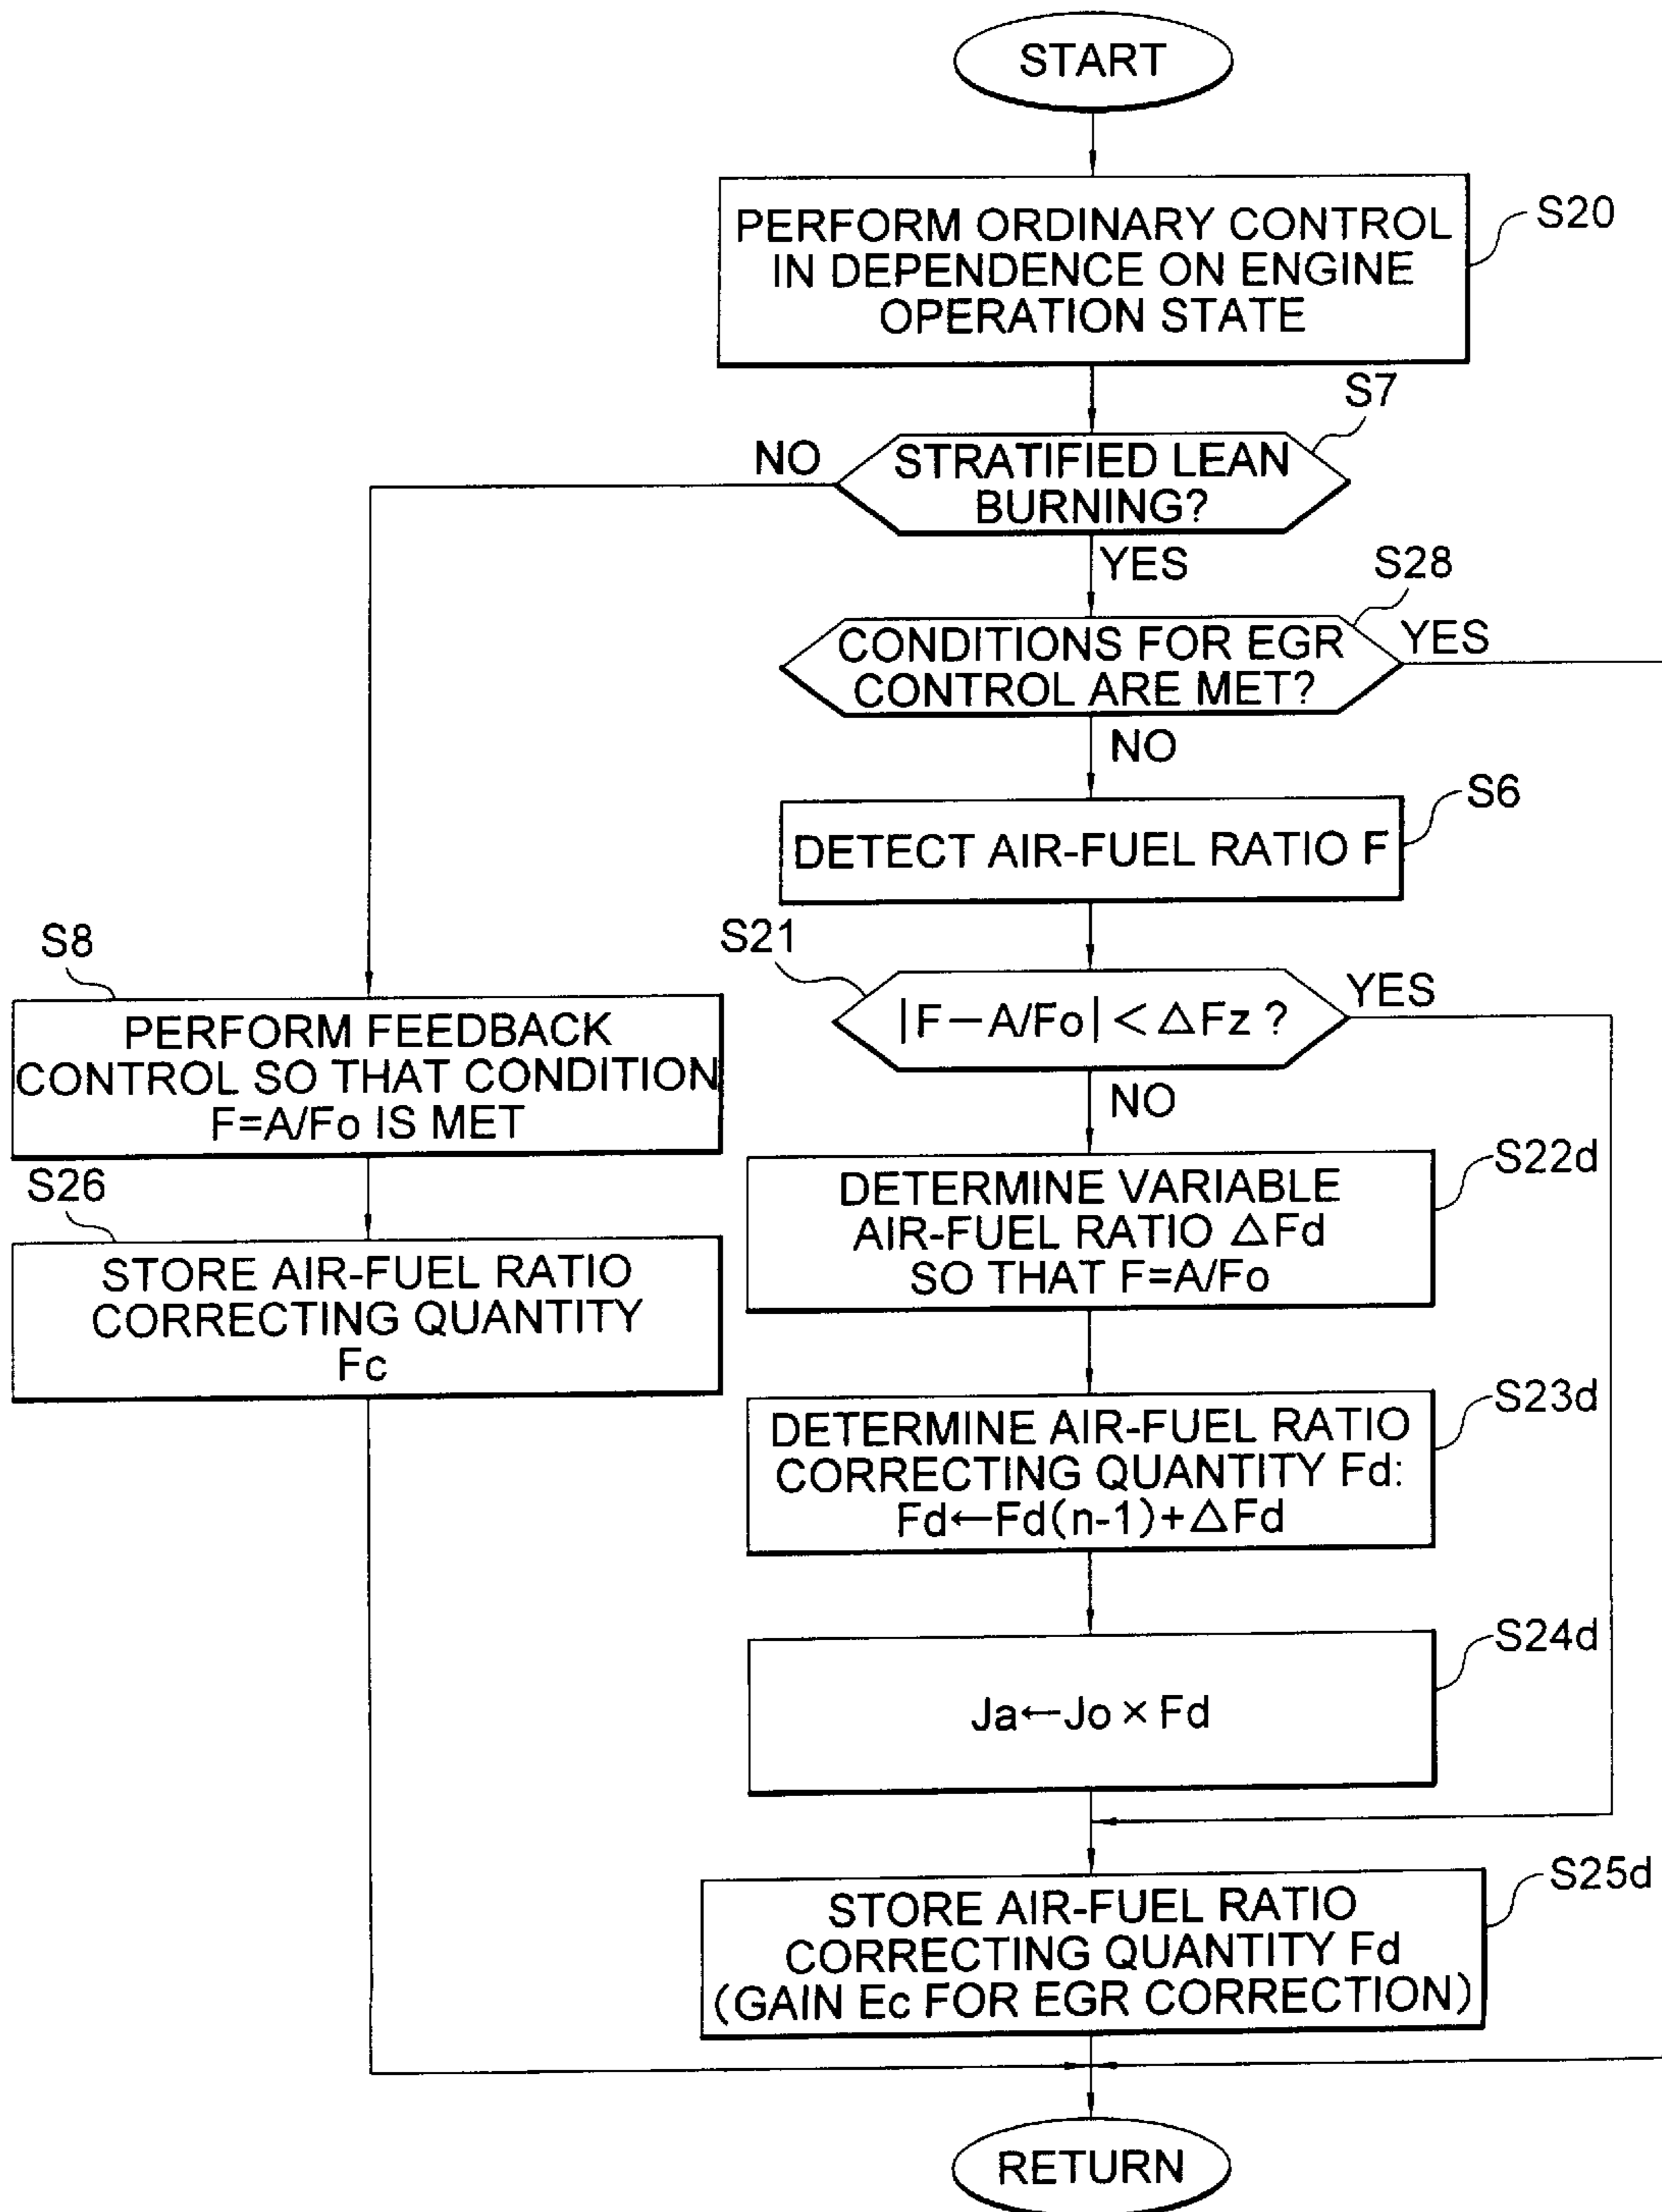 START
PERFORM ORDINARY CONTROL
IN DEPENDENCE ON ENGINE
OPERATION STATE
S20
S7
NO
STRATIFIED LEAN
BURNING?
YES
S28
CONDITIONS FOR EGR
CONTROL ARE MET?
YES
NO
S6
DETECT AIR-FUEL RATIO F
S21
|F−A/Fo|<△Fz ?
YES
NO
S8
PERFORM FEEDBACK
CONTROL SO THAT CONDITION
F=A/Fo IS MET
S26
STORE AIR-FUEL RATIO
CORRECTING QUANTITY
Fc
S22d
DETERMINE VARIABLE
AIR-FUEL RATIO △Fd
SO THAT F=A/Fo
S23d
DETERMINE AIR-FUEL RATIO
CORRECTING QUANTITY Fd:
Fd←Fd(n-1)+△Fd
S24d
Ja←Jo×Fd
S25d
STORE AIR-FUEL RATIO
CORRECTING QUANTITY Fd
(GAIN Ec FOR EGR CORRECTION)
RETURN